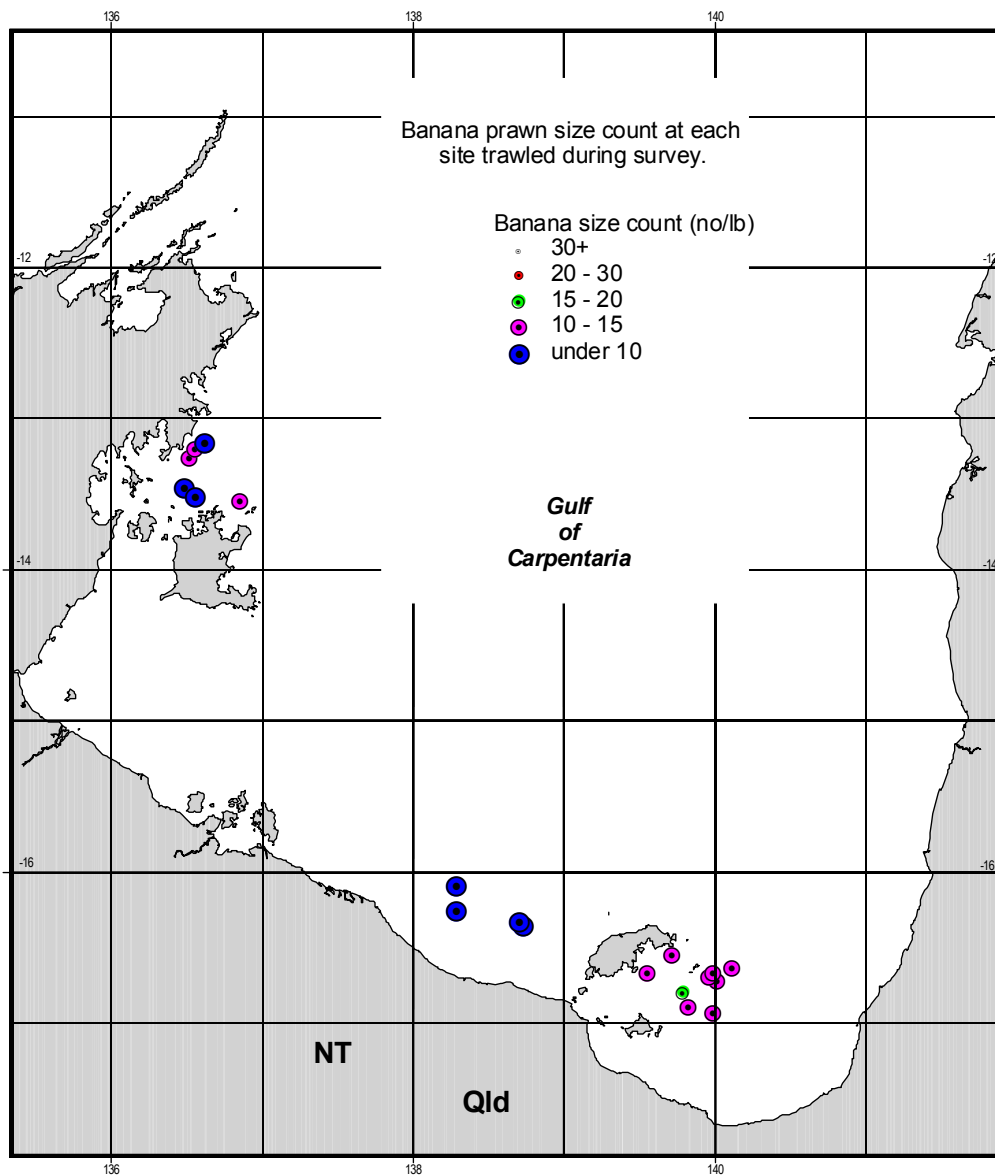 136 138 140
Banana prawn size count at each
site trawled during survey.
Banana size count (no/lb)
30+
-12 -12
20 - 30
15 - 20
10 - 15
under 10
Gulf
of
Carpentaria
-14 -14
-16 -16
NT
Qld
136 138 140